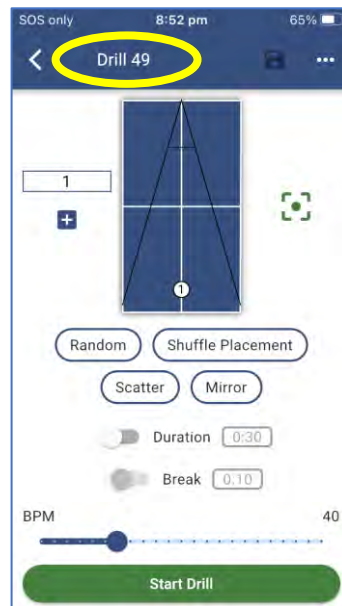 SOS only 8:52 pm 65%
Drill 49
1
1
Random Shuffle Placement
Scatter Mirror
Duration 0:30
Break 0:10
BPM 40
Start Drill